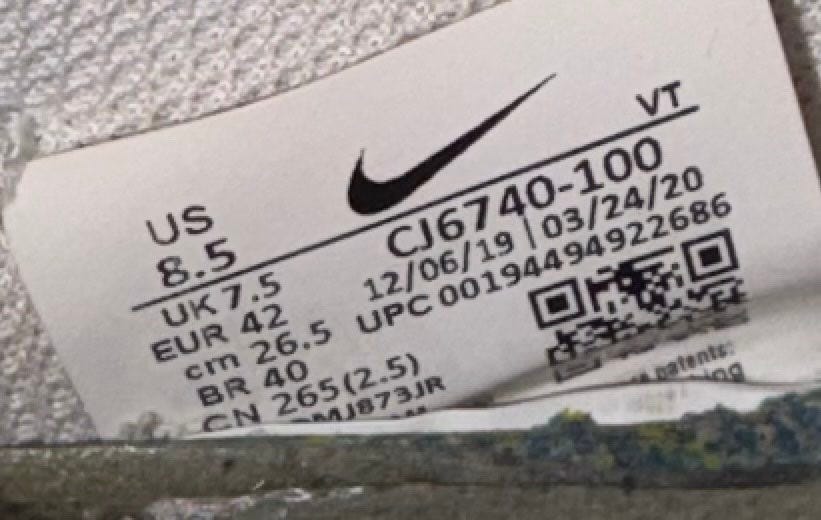 VT
US
8.5
UK 7.5
EUR 42
cm 26.5
BR 40
CN 265(2.5)
CJ6740-100
12/06/19 | 03/24/20
UPC 00194494922686
patents: